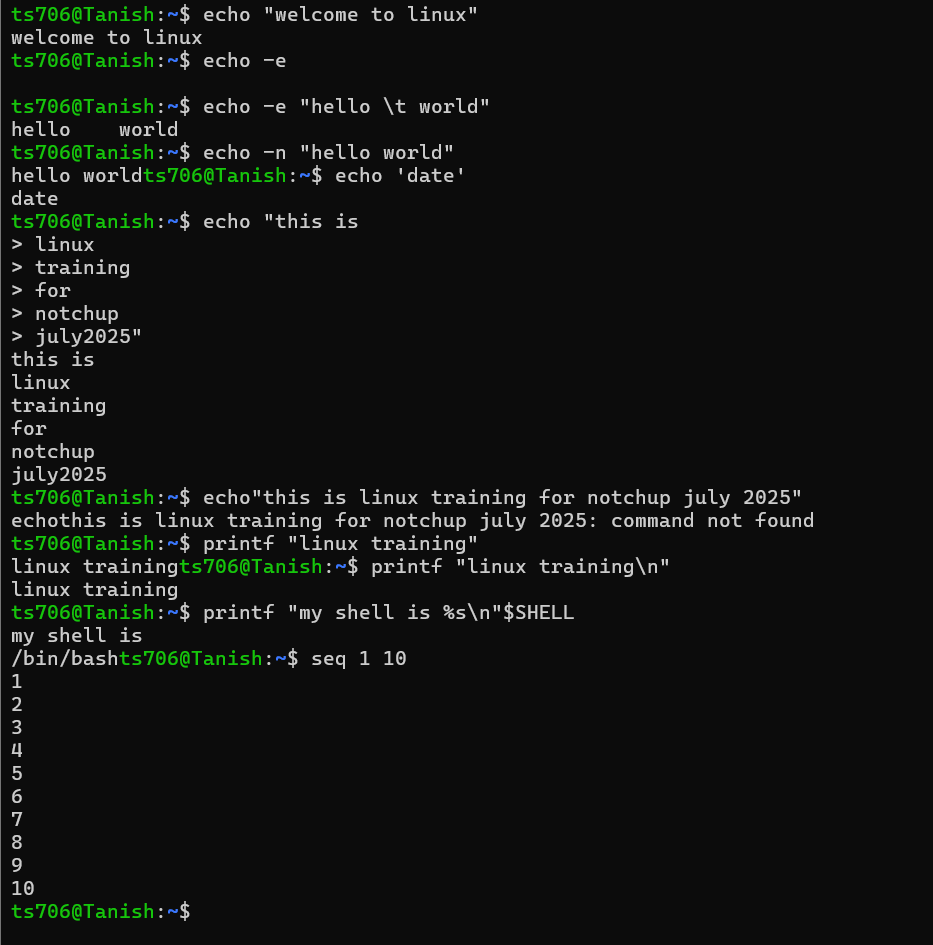 ts706@Tanish:~$ echo "welcome to linux"
welcome to linux
ts706@Tanish:~$ echo -e

ts706@Tanish:~$ echo -e "hello \t world"
hello    world
ts706@Tanish:~$ echo -n "hello world"
hello worldts706@Tanish:~$ echo 'date'
date
ts706@Tanish:~$ echo "this is
> linux
> training
> for
> notchup
> july2025"
this is
linux
training
for
notchup
july2025
ts706@Tanish:~$ echo"this is linux training for notchup july 2025"
echothis is linux training for notchup july 2025: command not found
ts706@Tanish:~$ printf "linux training"
linux trainingts706@Tanish:~$ printf "linux training\n"
linux training
ts706@Tanish:~$ printf "my shell is %s\n"$SHELL
my shell is
/bin/bashts706@Tanish:~$ seq 1 10
1
2
3
4
5
6
7
8
9
10
ts706@Tanish:~$